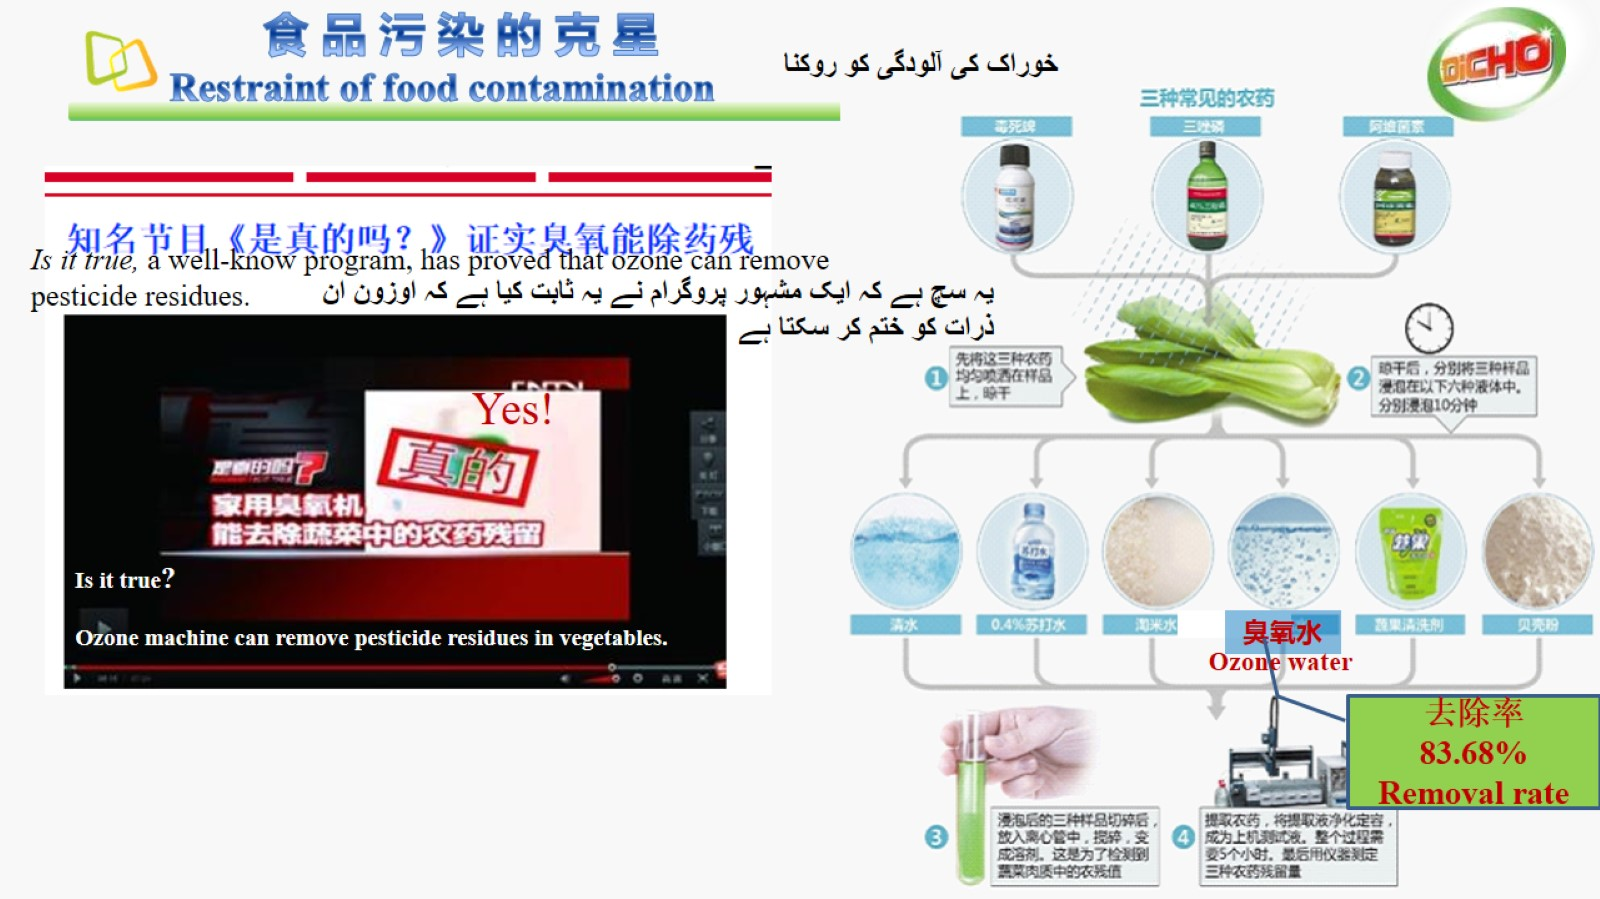 食品污染的克星
Restraint of food contamination
خوراک کی آلودگی کو روکنا
DiCHO
知名节目《是真的吗？》证实臭氧能除药残
Is it true, a well-know program, has proved that ozone can remove
pesticide residues.
یہ سچ ہے کہ ایک مشہور پروگرام نے یہ ثابت کیا ہے کہ اوزون ان
ذرات کو ختم کر سکتا ہے
Yes!
真的
家用臭氧机
能去除蔬菜中的农药残留
Is it true?
Ozone machine can remove pesticide residues in vegetables.
三种常见的农药
毒死蜱
三唑磷
阿维菌素
1
先将这三种农药
均匀喷洒在样品
上，晾干
2
晾干后，分别将三种样品
浸泡在以下六种液体中。
分别浸泡10分钟
苏打水
清水
0.4%苏打水
淘米水
臭氧水
Ozone water
蔬果清洗剂
贝壳粉
去除率
83.68%
Removal rate
3
浸泡后的三种样品切碎后，
放入离心管中，搅碎，变
成溶剂。这是为了检测到
蔬菜肉质中的农残值
4
提取农药，将提取液净化定容，
成为上机测试液。整个过程需
要5个小时。最后用仪器测定
三种农药残留量